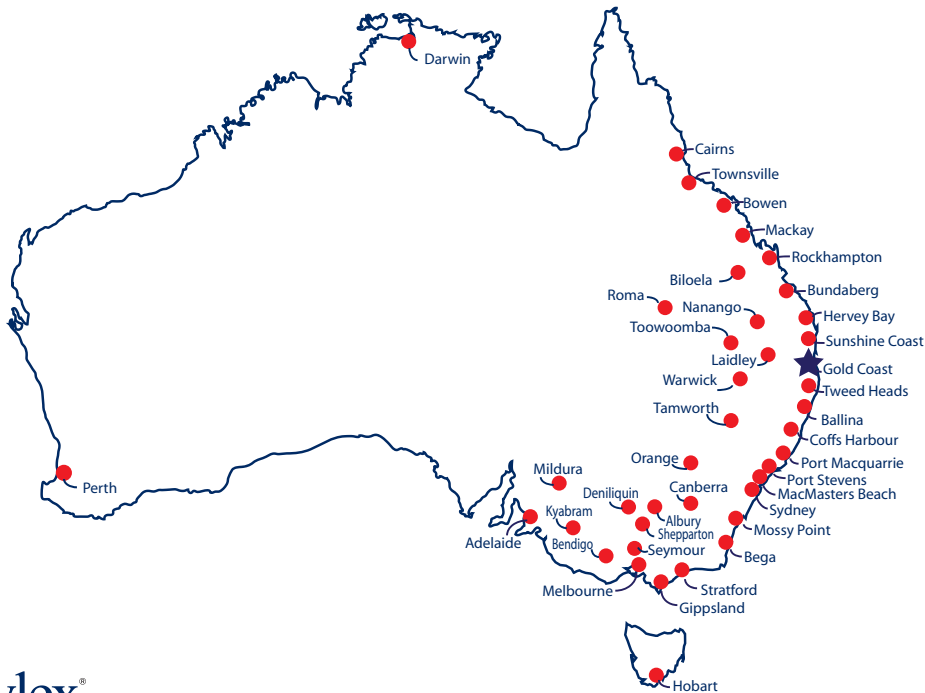 Darwin
Cairns
Townsville
Bowen
Mackay
Rockhampton
Biloela
Bundaberg
Roma
Nanango
Hervey Bay
Toowoomba
Sunshine Coast
Laidley
Gold Coast
Warwick
Tweed Heads
Tamworth
Ballina
Coffs Harbour
Orange
Port Macquarrie
Mildura
Port Stevens
Perth
Deniliquin
Canberra
MacMasters Beach
Kyabram
Albury
Sydney
Shepparton
Mossy Point
Adelaide
Bendigo
Seymour
Bega
Melbourne
Stratford
Gippsland
Hobart